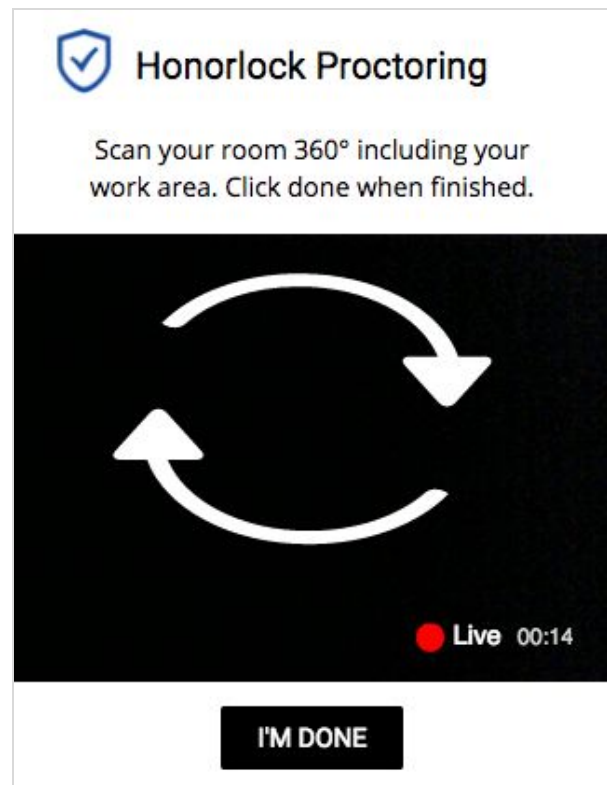 Honorlock Proctoring
Scan your room 360° including your
work area. Click done when finished.
Live 00:14
I'M DONE